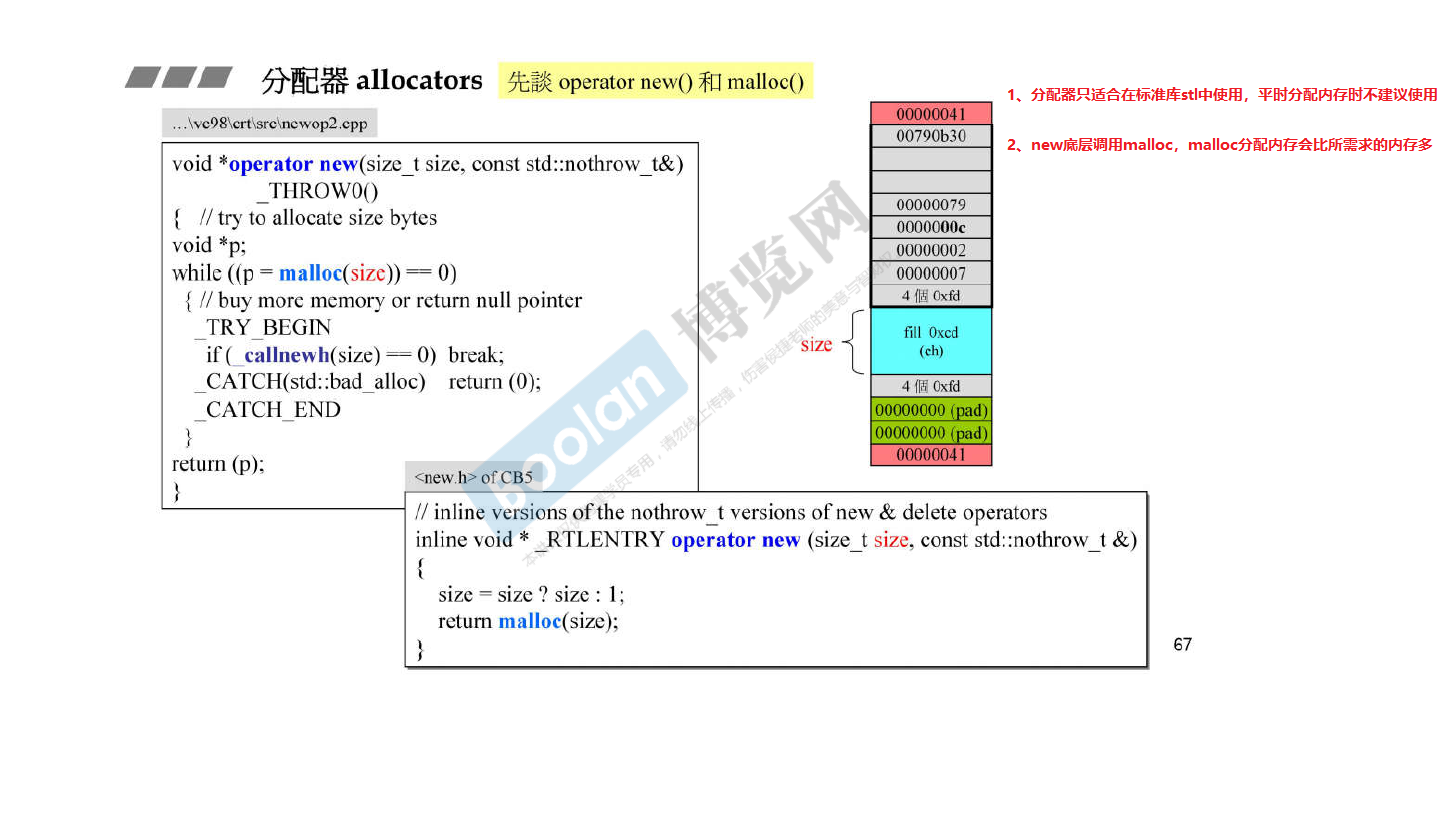 分配器 allocators
先談 operator new() 和 malloc()
...\vc98\crt\src\newop2.cpp
void *operator new(size_t size, const std::nothrow_t&)
_THROW0()
{ // try to allocate size bytes
void *p;
while ((p = malloc(size)) == 0)
{ // buy more memory or return null pointer
_TRY_BEGIN
if (_callnewh(size) == 0) break;
_CATCH(std::bad_alloc) return (0);
_CATCH_END
}
return (p);
}
<new.h> of CB5
// inline versions of the nothrow_t versions of new & delete operators
inline void * _RTLENTRY operator new (size_t size, const std::nothrow_t &)
{
size = size ? size : 1;
return malloc(size);
}
00000041
00790b30
00000079
0000000c
00000002
00000007
4 個 0xfd
size
fill 0xcd
(ch)
4 個 0xfd
00000000 (pad)
00000000 (pad)
00000041
1、分配器只适合在标准库stl中使用，平时分配内存时不建议使用
2、new底层调用malloc，malloc分配内存会比所需求的内存多
boolan
博览网
67